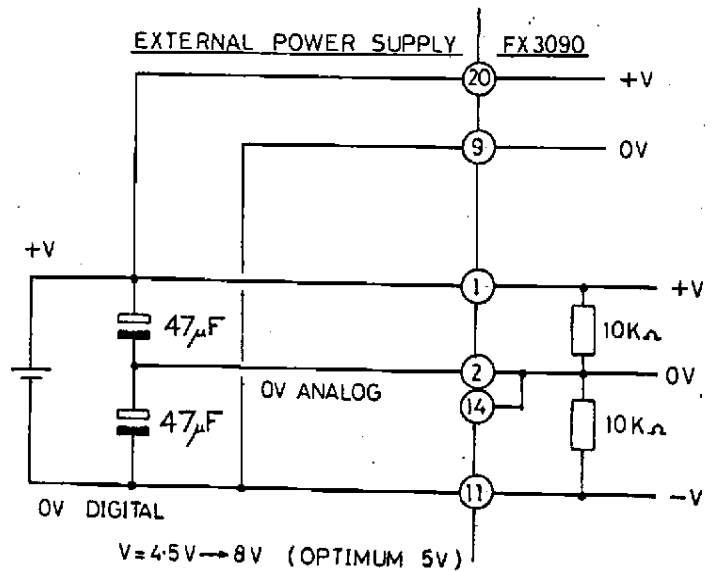 EXTERNAL POWER SUPPLY FX3090
20 +V
9 0V
+V
1 +V
47μF 10KΩ
2 0V
0V ANALOG
14
47μF 10KΩ
11 -V
0V DIGITAL
V=4·5V→8V (OPTIMUM 5V)